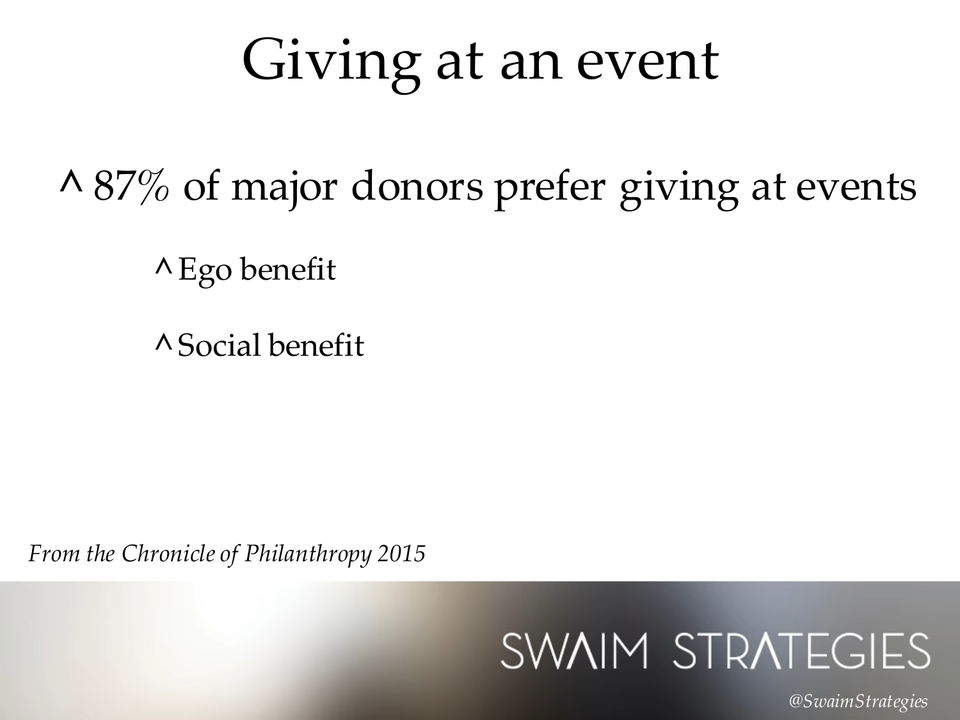 Giving at an event
^ 87% of major donors prefer giving at events
^ Ego benefit
^ Social benefit
From the Chronicle of Philanthropy 2015
SWAIM STRATEGIES
@SwaimStrategies